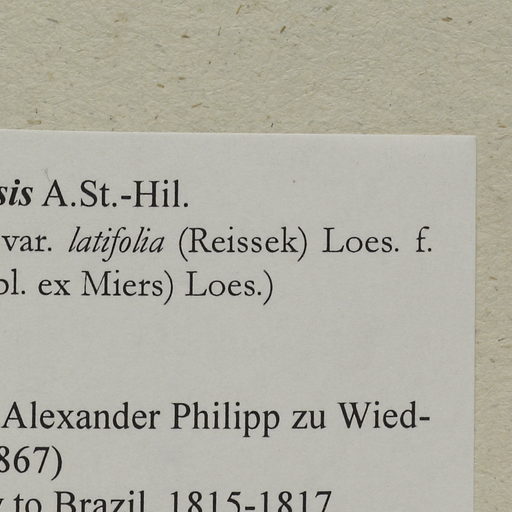 sis A.St.-Hil.
var. latifolia (Reissek) Loes. f.
pl. ex Miers) Loes.)
Alexander Philipp zu Wied-
867)
to Brazil, 1815-1817